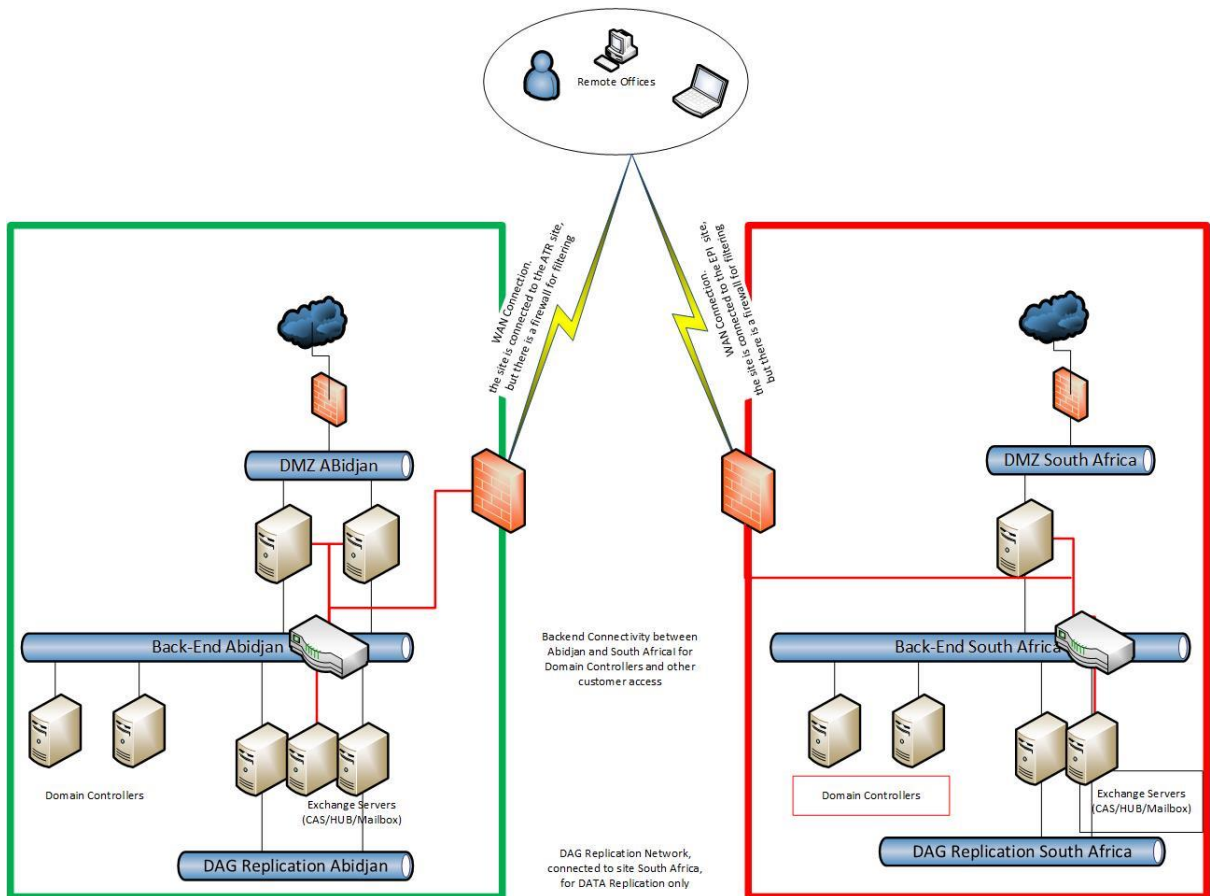 Remote Offices
WAN Connection.
the site is connected to the ATR site,
but there is a firewall for filtering
WAN Connection.
the site is connected to the EPI site,
but there is a firewall for filtering
DMZ ABidjan
DMZ South Africa
Back-End Abidjan
Backend Connectivity between
Abidjan and South Africal for
Domain Controllers and other
customer access
Back-End South Africa
Domain Controllers
Exchange Servers
(CAS/HUB/Mailbox)
Domain Controllers
Exchange Servers
(CAS/HUB/Mailbox)
DAG Replication Abidjan
DAG Replication Network,
connected to site South Africa,
for DATA Replication only
DAG Replication South Africa